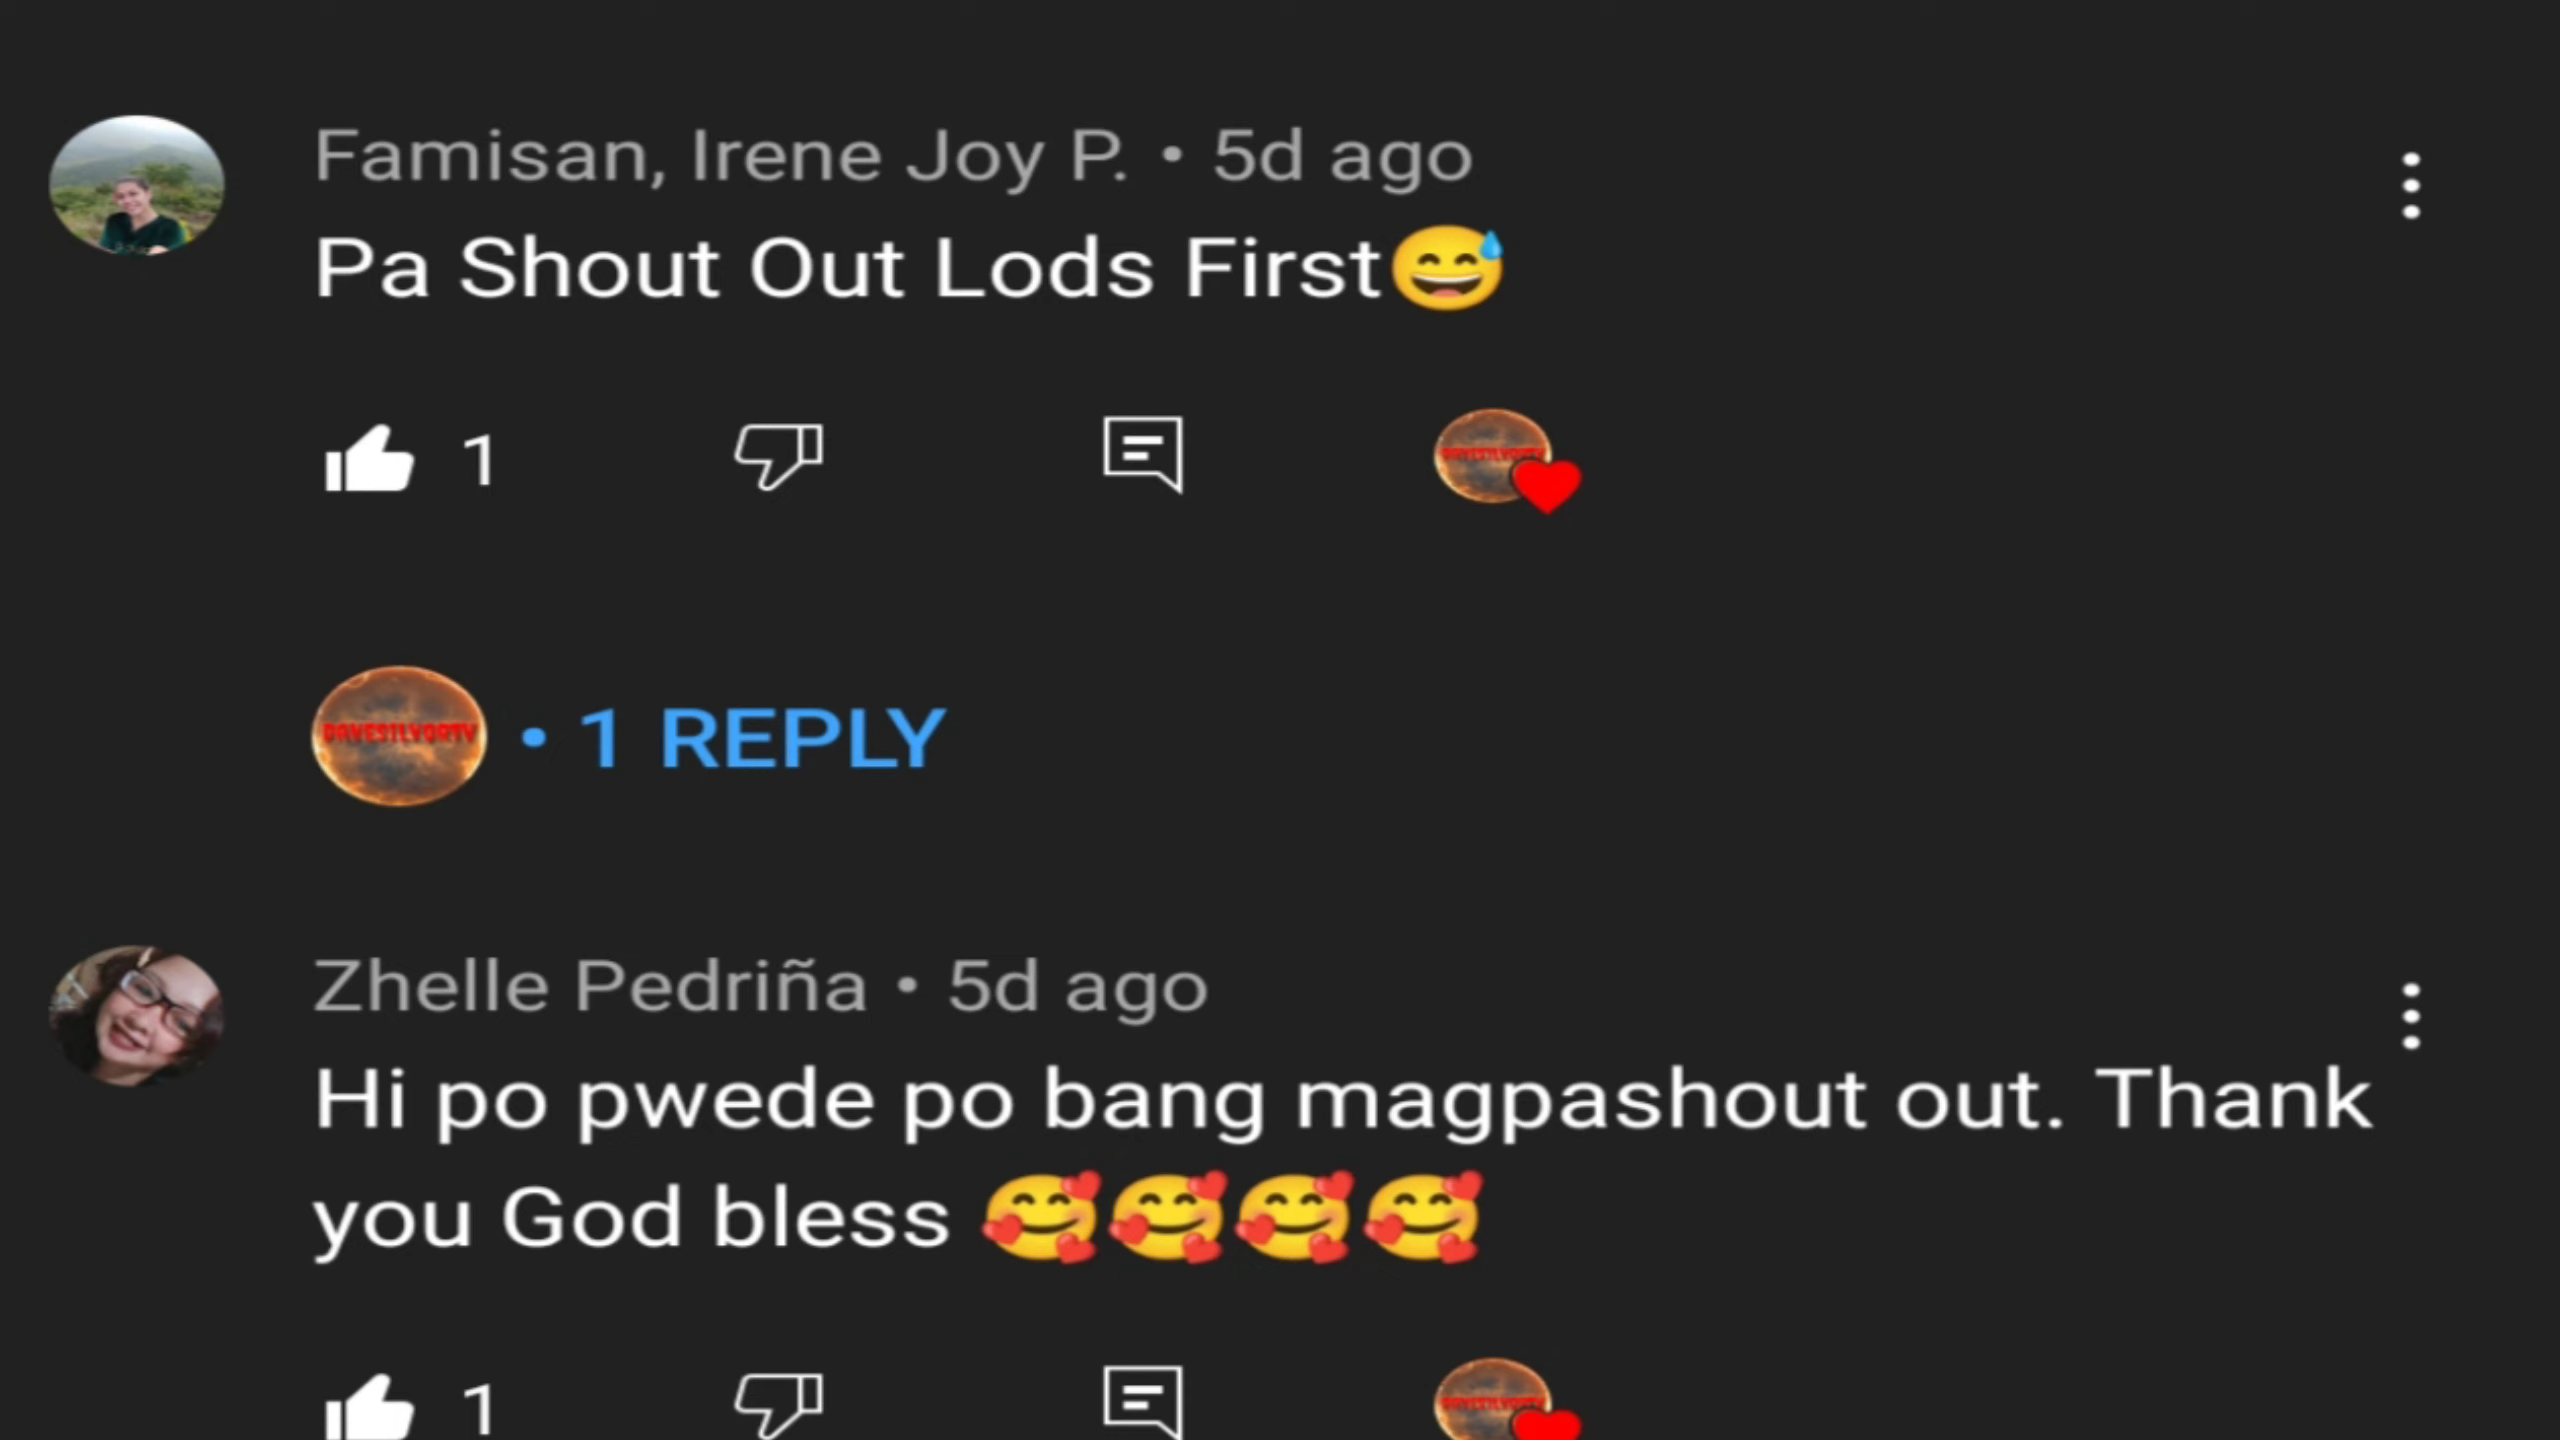 Famisan, Irene Joy P. • 5d ago
Pa Shout Out Lods First😅
1
DAVESILVORTV
• 1 REPLY
Zhelle Pedriña • 5d ago
Hi po pwede po bang magpashout out. Thank
you God bless 🥰🥰🥰🥰
1